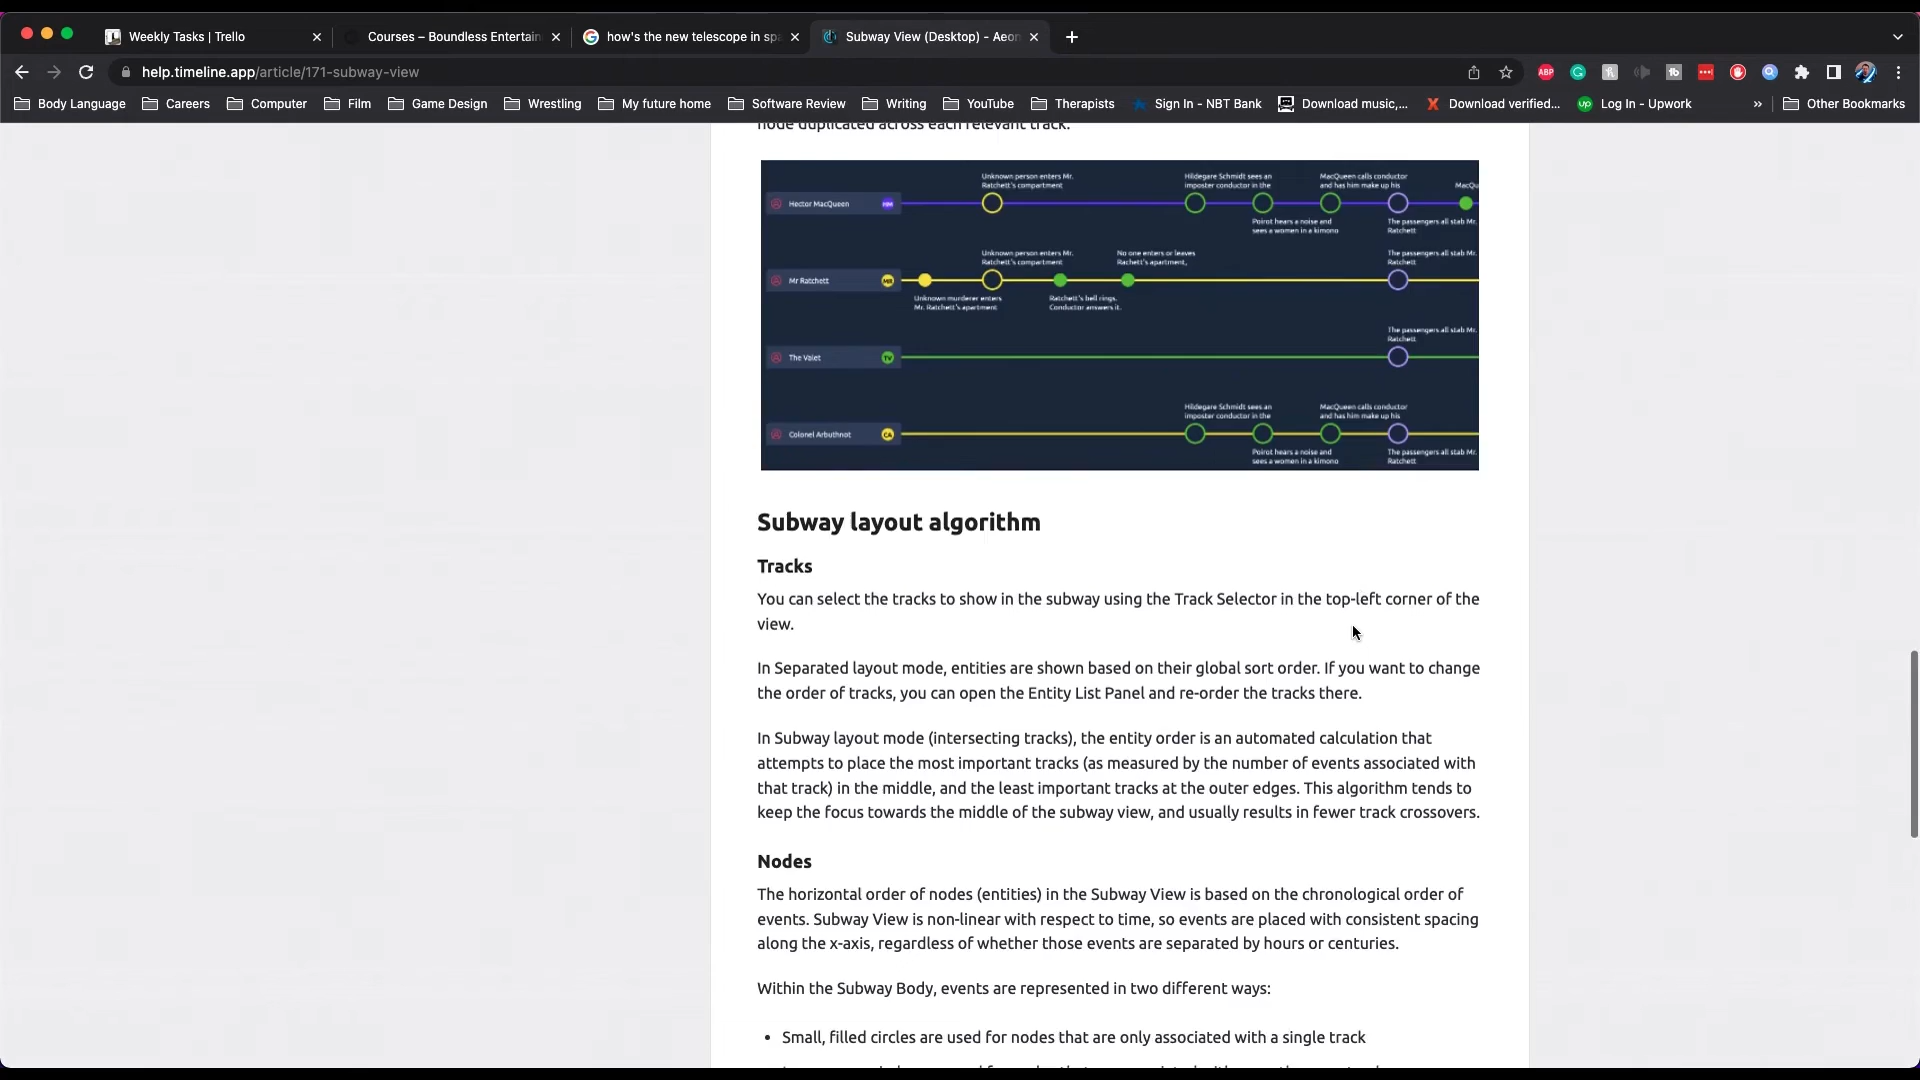 Weekly Tasks | Trello
Courses – Boundless Entertain
how's the new telescope in sp
Subway View (Desktop) - Aeon
help.timeline.app/article/171-subway-view
ABP
Body Language
Careers
Computer
Film
Game Design
Wrestling
My future home
Software Review
Writing
YouTube
Therapists
Sign In - NBT Bank
Download music,...
Download verified...
Log In - Upwork
»
Other Bookmarks
node duplicated across each relevant track.
Unknown person enters Mr.
Ratchett's compartment
Hildegare Schmidt sees an
imposter conductor in the
MacQueen calls conductor
and has him make up his
MacQu
Hector MacQueen
HM
Poirot hears a noise and
sees a women in a kimono
The passengers all stab Mr.
Ratchett
Unknown person enters Mr.
Ratchett's compartment
No one enters or leaves
Rachett's apartment,
The passengers all stab Mr.
Ratchett
Mr Ratchett
MR
Unknown murderer enters
Mr. Ratchett's apartment
Ratchett's bell rings.
Conductor answers it.
The passengers all stab Mr.
Ratchett
The Valet
TV
Hildegare Schmidt sees an
imposter conductor in the
MacQueen calls conductor
and has him make up his
Colonel Arbuthnot
CA
Poirot hears a noise and
sees a women in a kimono
The passengers all stab Mr.
Ratchett
Subway layout algorithm
Tracks
You can select the tracks to show in the subway using the Track Selector in the top-left corner of the
view.
In Separated layout mode, entities are shown based on their global sort order. If you want to change
the order of tracks, you can open the Entity List Panel and re-order the tracks there.
In Subway layout mode (intersecting tracks), the entity order is an automated calculation that
attempts to place the most important tracks (as measured by the number of events associated with
that track) in the middle, and the least important tracks at the outer edges. This algorithm tends to
keep the focus towards the middle of the subway view, and usually results in fewer track crossovers.
Nodes
The horizontal order of nodes (entities) in the Subway View is based on the chronological order of
events. Subway View is non-linear with respect to time, so events are placed with consistent spacing
along the x-axis, regardless of whether those events are separated by hours or centuries.
Within the Subway Body, events are represented in two different ways:
• Small, filled circles are used for nodes that are only associated with a single track